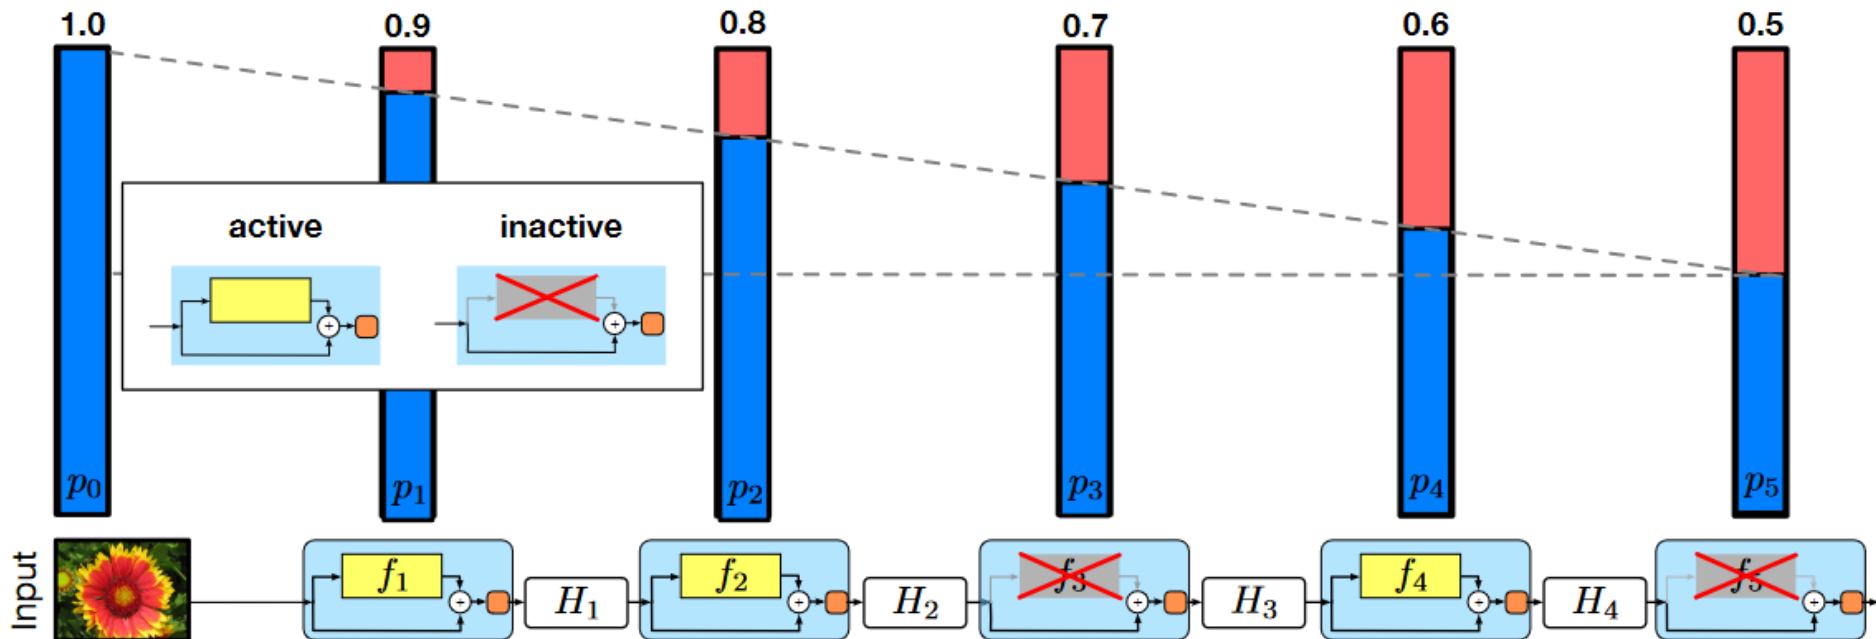 1.0 0.9 0.8 0.7 0.6 0.5
active inactive
+ +
p₀ p₁ p₂ p₃ p₄ p₅
Input
f₁ + H₁ f₂ + H₂ f₃ + H₃ f₄ + H₄ f₅ +